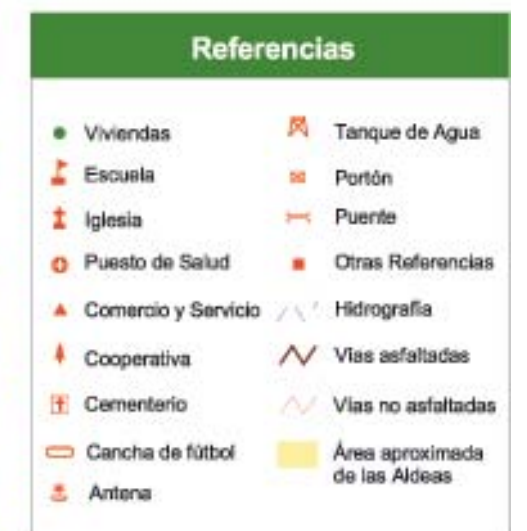 Referencias
Viviendas
Escuela
Iglesia
Puesto de Salud
Comercio y Servicio
Cooperativa
Cementerio
Cancha de fútbol
Antena
Tanque de Agua
Portón
Puente
Otras Referencias
Hidrografía
Vías asfaltadas
Vías no asfaltadas
Área aproximada
de las Aldeas